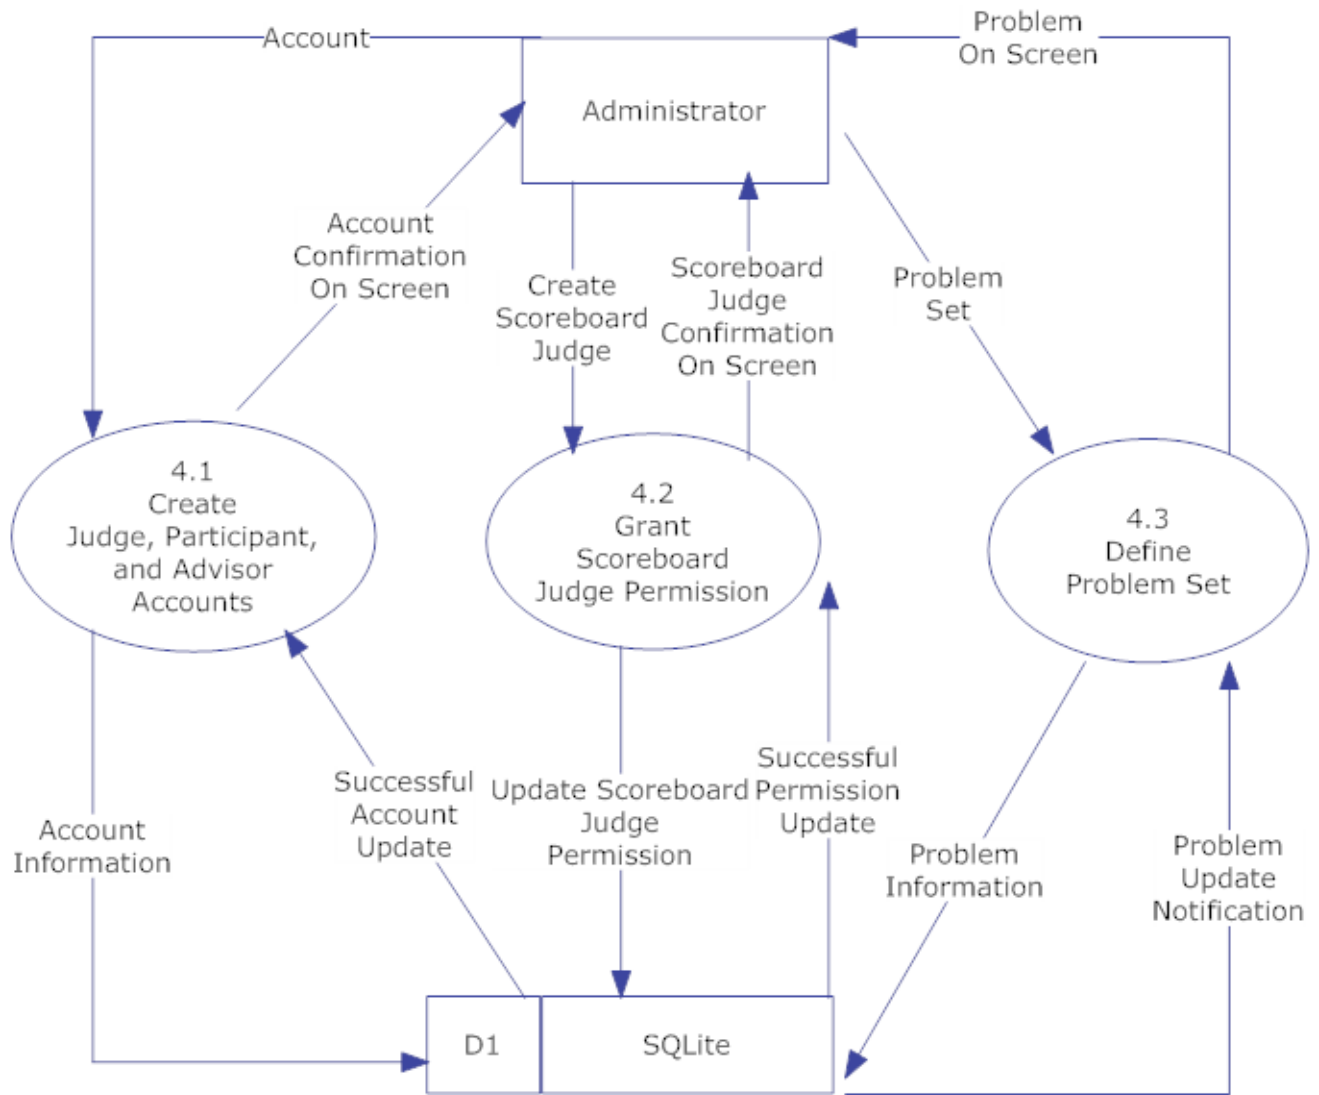 Account
Problem
On Screen
Administrator
Account
Confirmation
On Screen
Create
Scoreboard
Judge
Scoreboard
Judge
Confirmation
On Screen
Problem
Set
4.1
Create
Judge, Participant,
and Advisor
Accounts
4.2
Grant
Scoreboard
Judge Permission
4.3
Define
Problem Set
Account
Information
Successful
Account
Update
Update Scoreboard
Judge
Permission
Successful
Permission
Update
Problem
Information
Problem
Update
Notification
D1
SQLite